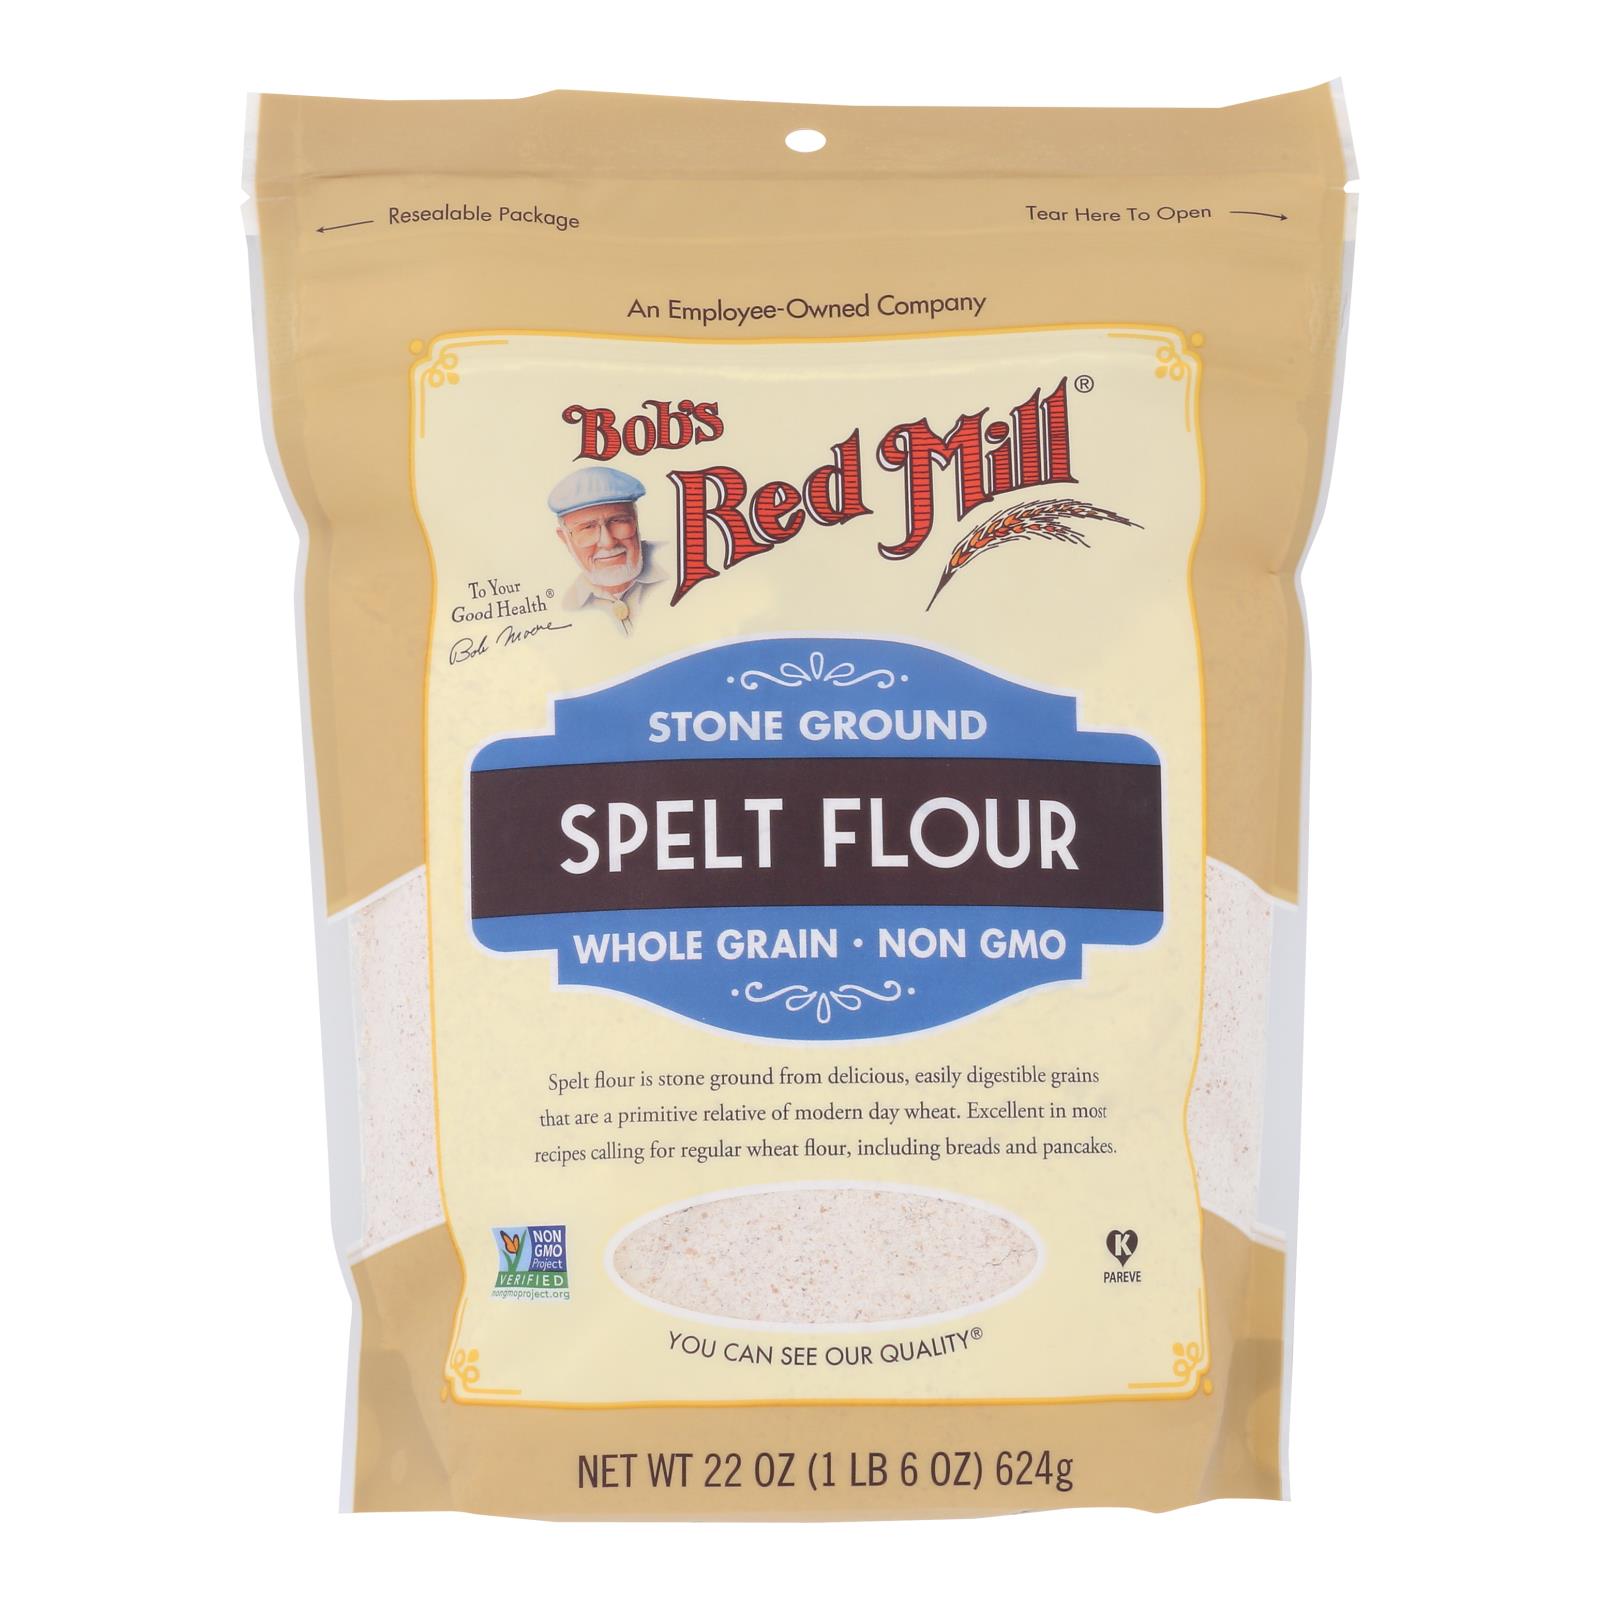 Resealable Package
Tear Here To Open
An Employee-Owned Company
Bob's
Red Mill®
To Your
Good Health®
Bob Moore
STONE GROUND
SPELT FLOUR
WHOLE GRAIN • NON GMO
Spelt flour is stone ground from delicious, easily digestible grains
that are a primitive relative of modern day wheat. Excellent in most
recipes calling for regular wheat flour, including breads and pancakes.
NON
GMO
Project
VERIFIED
nongmoproject.org
K
PAREVE
YOU CAN SEE OUR QUALITY®
NET WT 22 OZ (1 LB 6 OZ) 624g